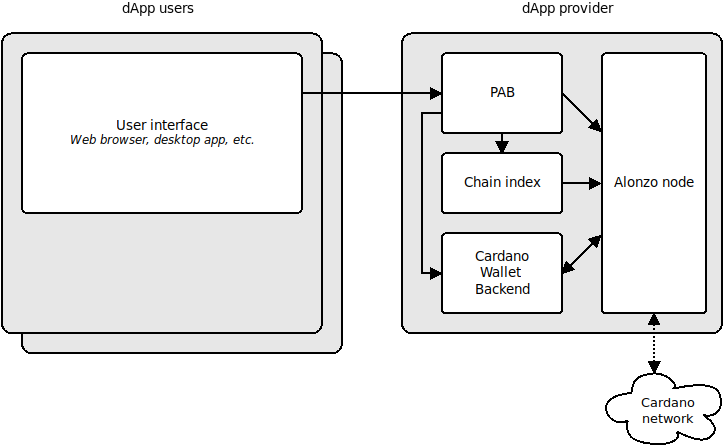 dApp users
dApp provider
User interface
Web browser, desktop app, etc.
PAB
Chain index
Alonzo node
Cardano
Wallet
Backend
Cardano
network